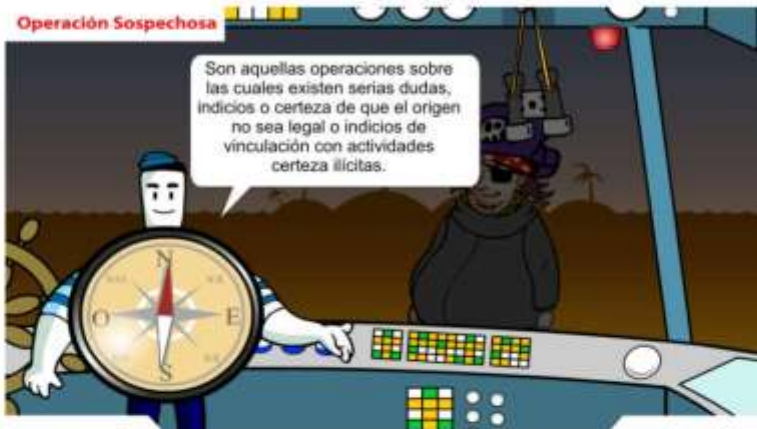 Operación Sospechosa
Son aquellas operaciones sobre
las cuales existen serias dudas,
indicios o certeza de que el origen
no sea legal o indicios de
vinculación con actividades
certeza ilícitas.
N
O
E
S